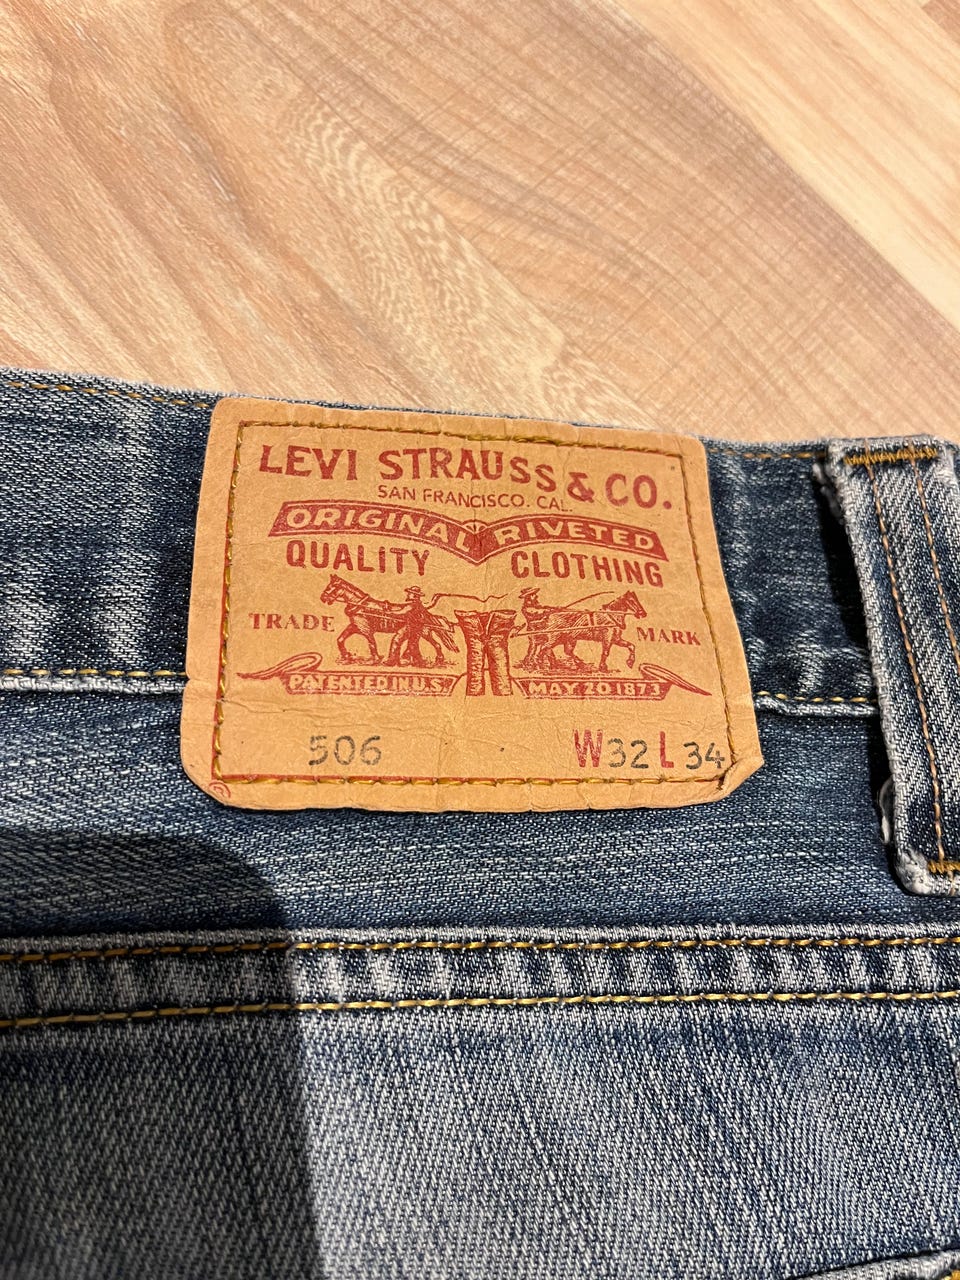 LEVI STRAUSS & CO.
SAN FRANCISCO. CAL.
ORIGINAL RIVETED
QUALITY CLOTHING
TRADE MARK
PATENTED IN U.S. MAY 20 1873
506 W32 L34
©